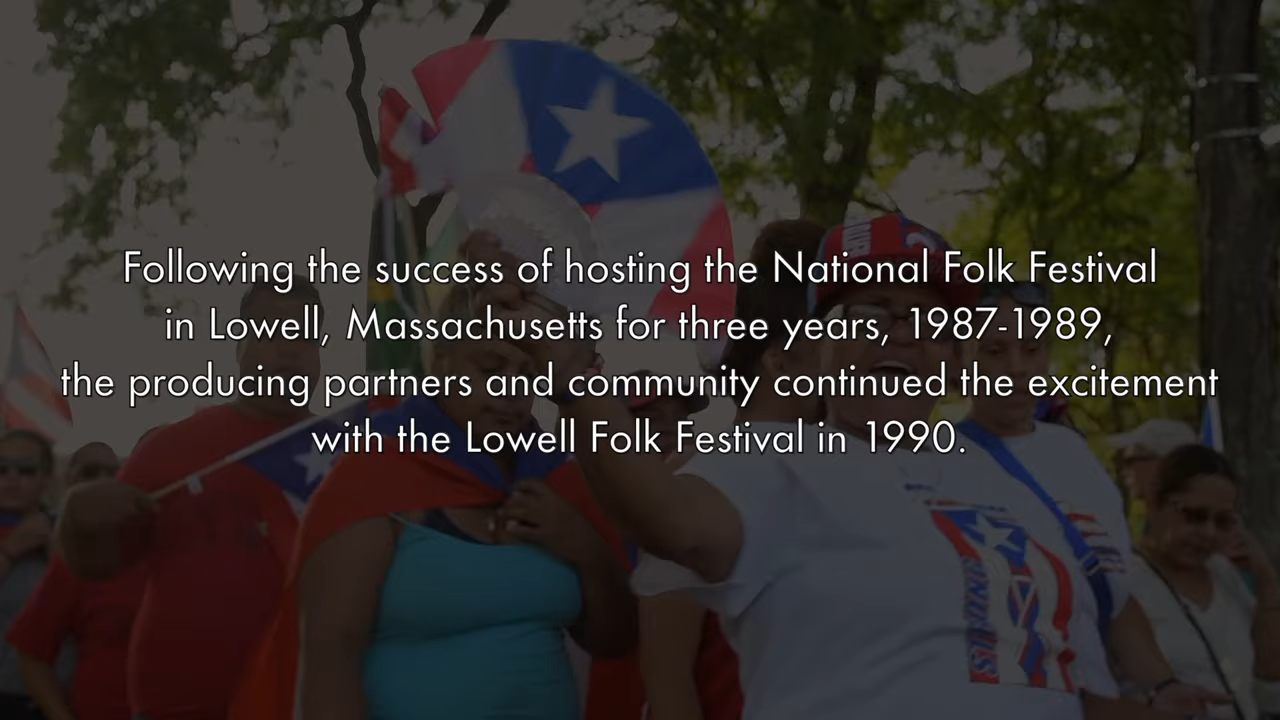 Following the success of hosting the National Folk Festival
in Lowell, Massachusetts for three years, 1987-1989,
the producing partners and community continued the excitement
with the Lowell Folk Festival in 1990.